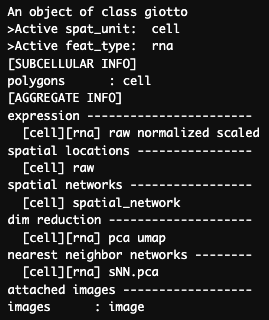 An object of class giotto
>Active spat_unit:  cell
>Active feat_type:  rna
[SUBCELLULAR INFO]
polygons      : cell
[AGGREGATE INFO]
expression -----------------------
  [cell][rna] raw normalized scaled
spatial locations ----------------
  [cell] raw
spatial networks -----------------
  [cell] spatial_network
dim reduction --------------------
  [cell][rna] pca umap
nearest neighbor networks --------
  [cell][rna] sNN.pca
attached images ------------------
images      : image